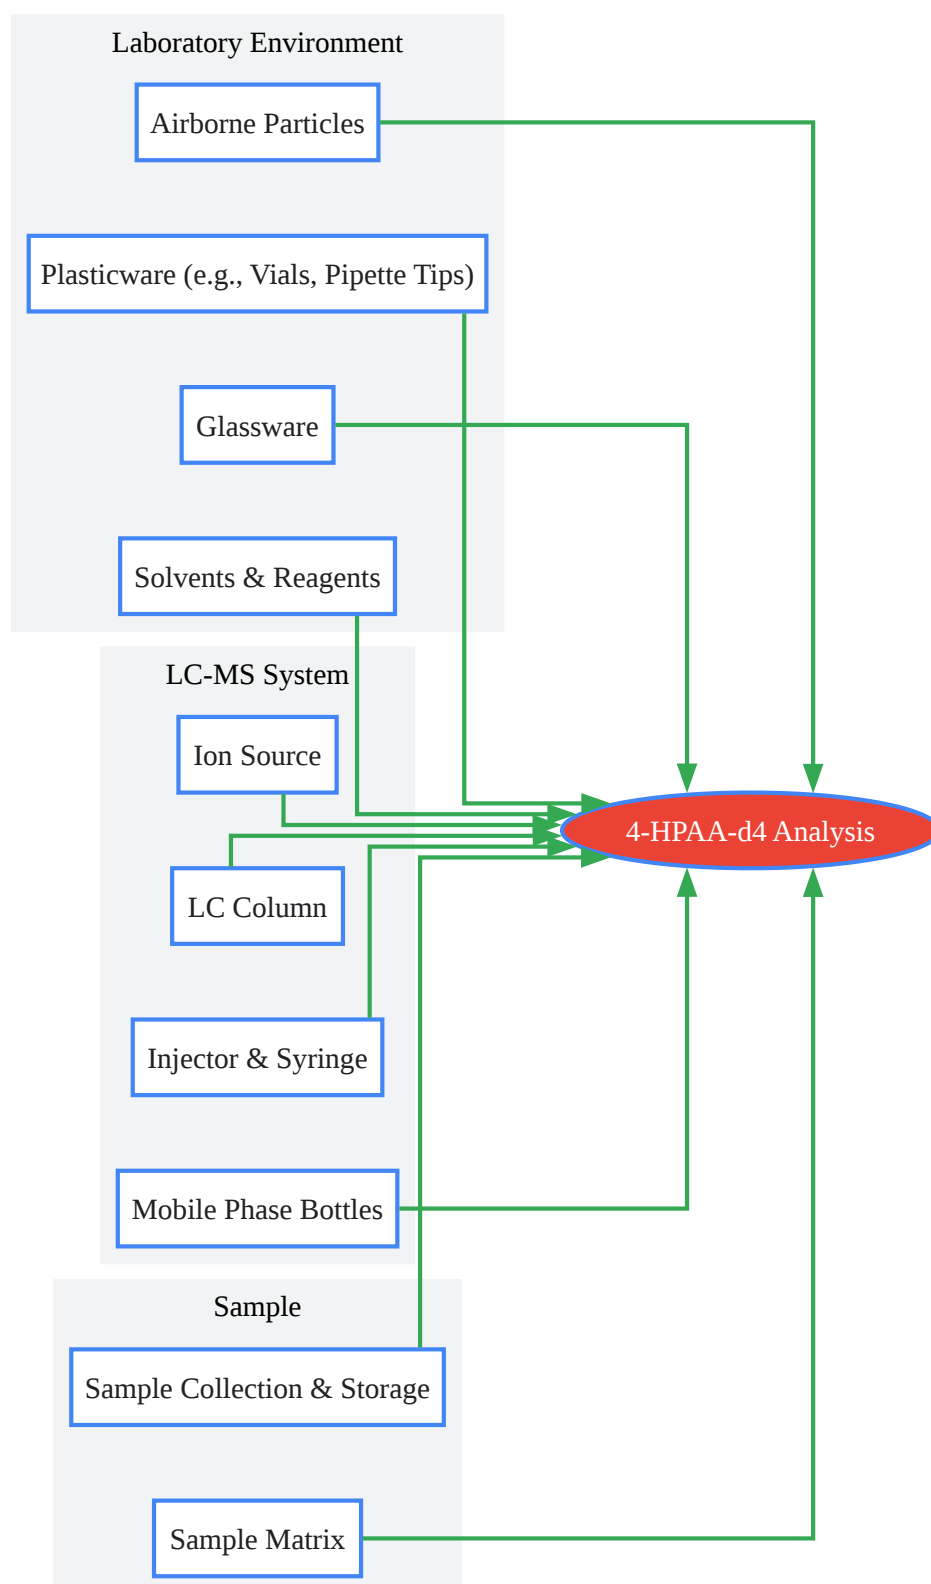 Laboratory Environment
Airborne Particles
Plasticware (e.g., Vials, Pipette Tips)
Glassware
Solvents & Reagents
LC-MS System
Ion Source
4-HPAA-d4 Analysis
LC Column
Injector & Syringe
Mobile Phase Bottles
Sample
Sample Collection & Storage
Sample Matrix